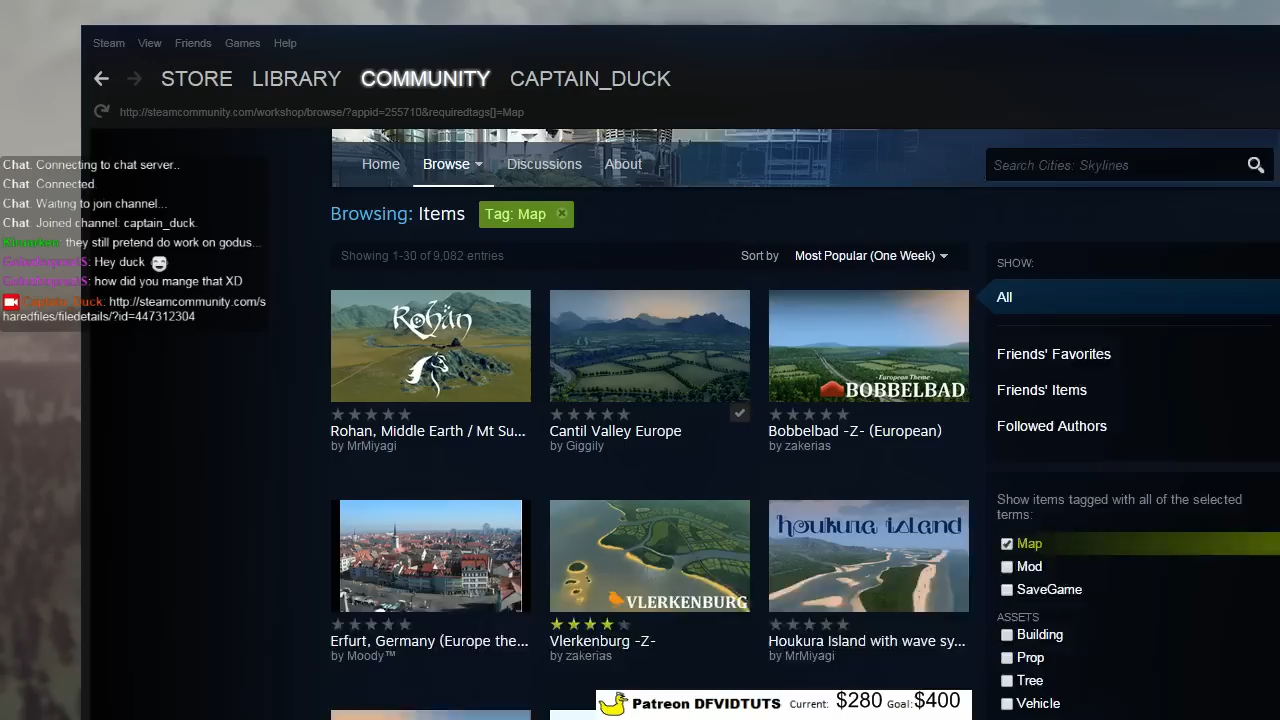 Steam View Friends Games Help
STORE LIBRARY COMMUNITY CAPTAIN_DUCK
http://steamcommunity.com/workshop/browse/?appid=255710&requiredtags[]=Map
Home Browse Discussions About
Search Cities: Skylines
Chat. Connecting to chat server..
Chat. Connected.
Chat. Waiting to join channel...
Chat. Joined channel: captain_duck.
they still pretend do work on godus...
Hey duck
how did you mange that XD
Captain_Duck: http://steamcommunity.com/s
haredfiles/filedetails/?id=447312304
Browsing: Items Tag: Map x
Showing 1-30 of 9,082 entries
Sort by Most Popular (One Week)
Rohan
European Theme
BOBBELBAD
Rohan, Middle Earth / Mt Su...
by MrMiyagi
Cantil Valley Europe
by Giggily
Bobbelbad -Z- (European)
by zakerias
VLERKENBURG
houkura island
Erfurt, Germany (Europe the...
by Moody™
Vlerkenburg -Z-
by zakerias
Houkura Island with wave sy...
by MrMiyagi
SHOW:
All
Friends' Favorites
Friends' Items
Followed Authors
Show items tagged with all of the selected
terms:
Map
Mod
SaveGame
ASSETS
Building
Prop
Tree
Vehicle
Patreon DFVIDTUTS Current: $280 Goal: $400